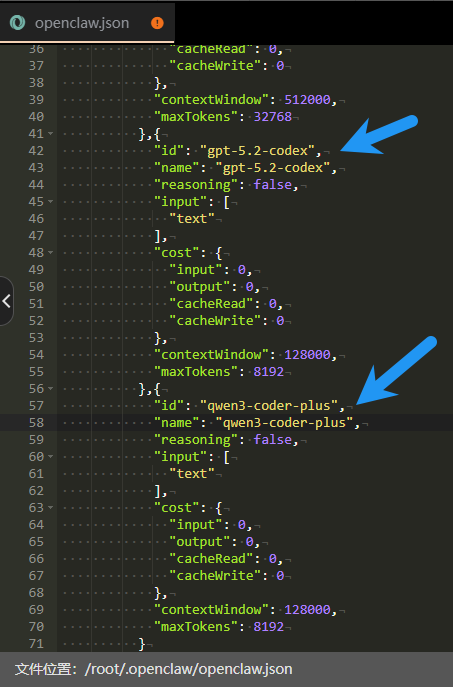 openclaw.json
36 "cacheRead": 0,
37 "cacheWrite": 0
38 },
39 "contextWindow": 512000,
40 "maxTokens": 32768
41 },{
42 "id": "gpt-5.2-codex",
43 "name": "gpt-5.2-codex",
44 "reasoning": false,
45 "input": [
46 "text"
47 ],
48 "cost": {
49 "input": 0,
50 "output": 0,
51 "cacheRead": 0,
52 "cacheWrite": 0
53 },
54 "contextWindow": 128000,
55 "maxTokens": 8192
56 },{
57 "id": "qwen3-coder-plus",
58 "name": "qwen3-coder-plus",
59 "reasoning": false,
60 "input": [
61 "text"
62 ],
63 "cost": {
64 "input": 0,
65 "output": 0,
66 "cacheRead": 0,
67 "cacheWrite": 0
68 },
69 "contextWindow": 128000,
70 "maxTokens": 8192
71 }
文件位置：/root/.openclaw/openclaw.json